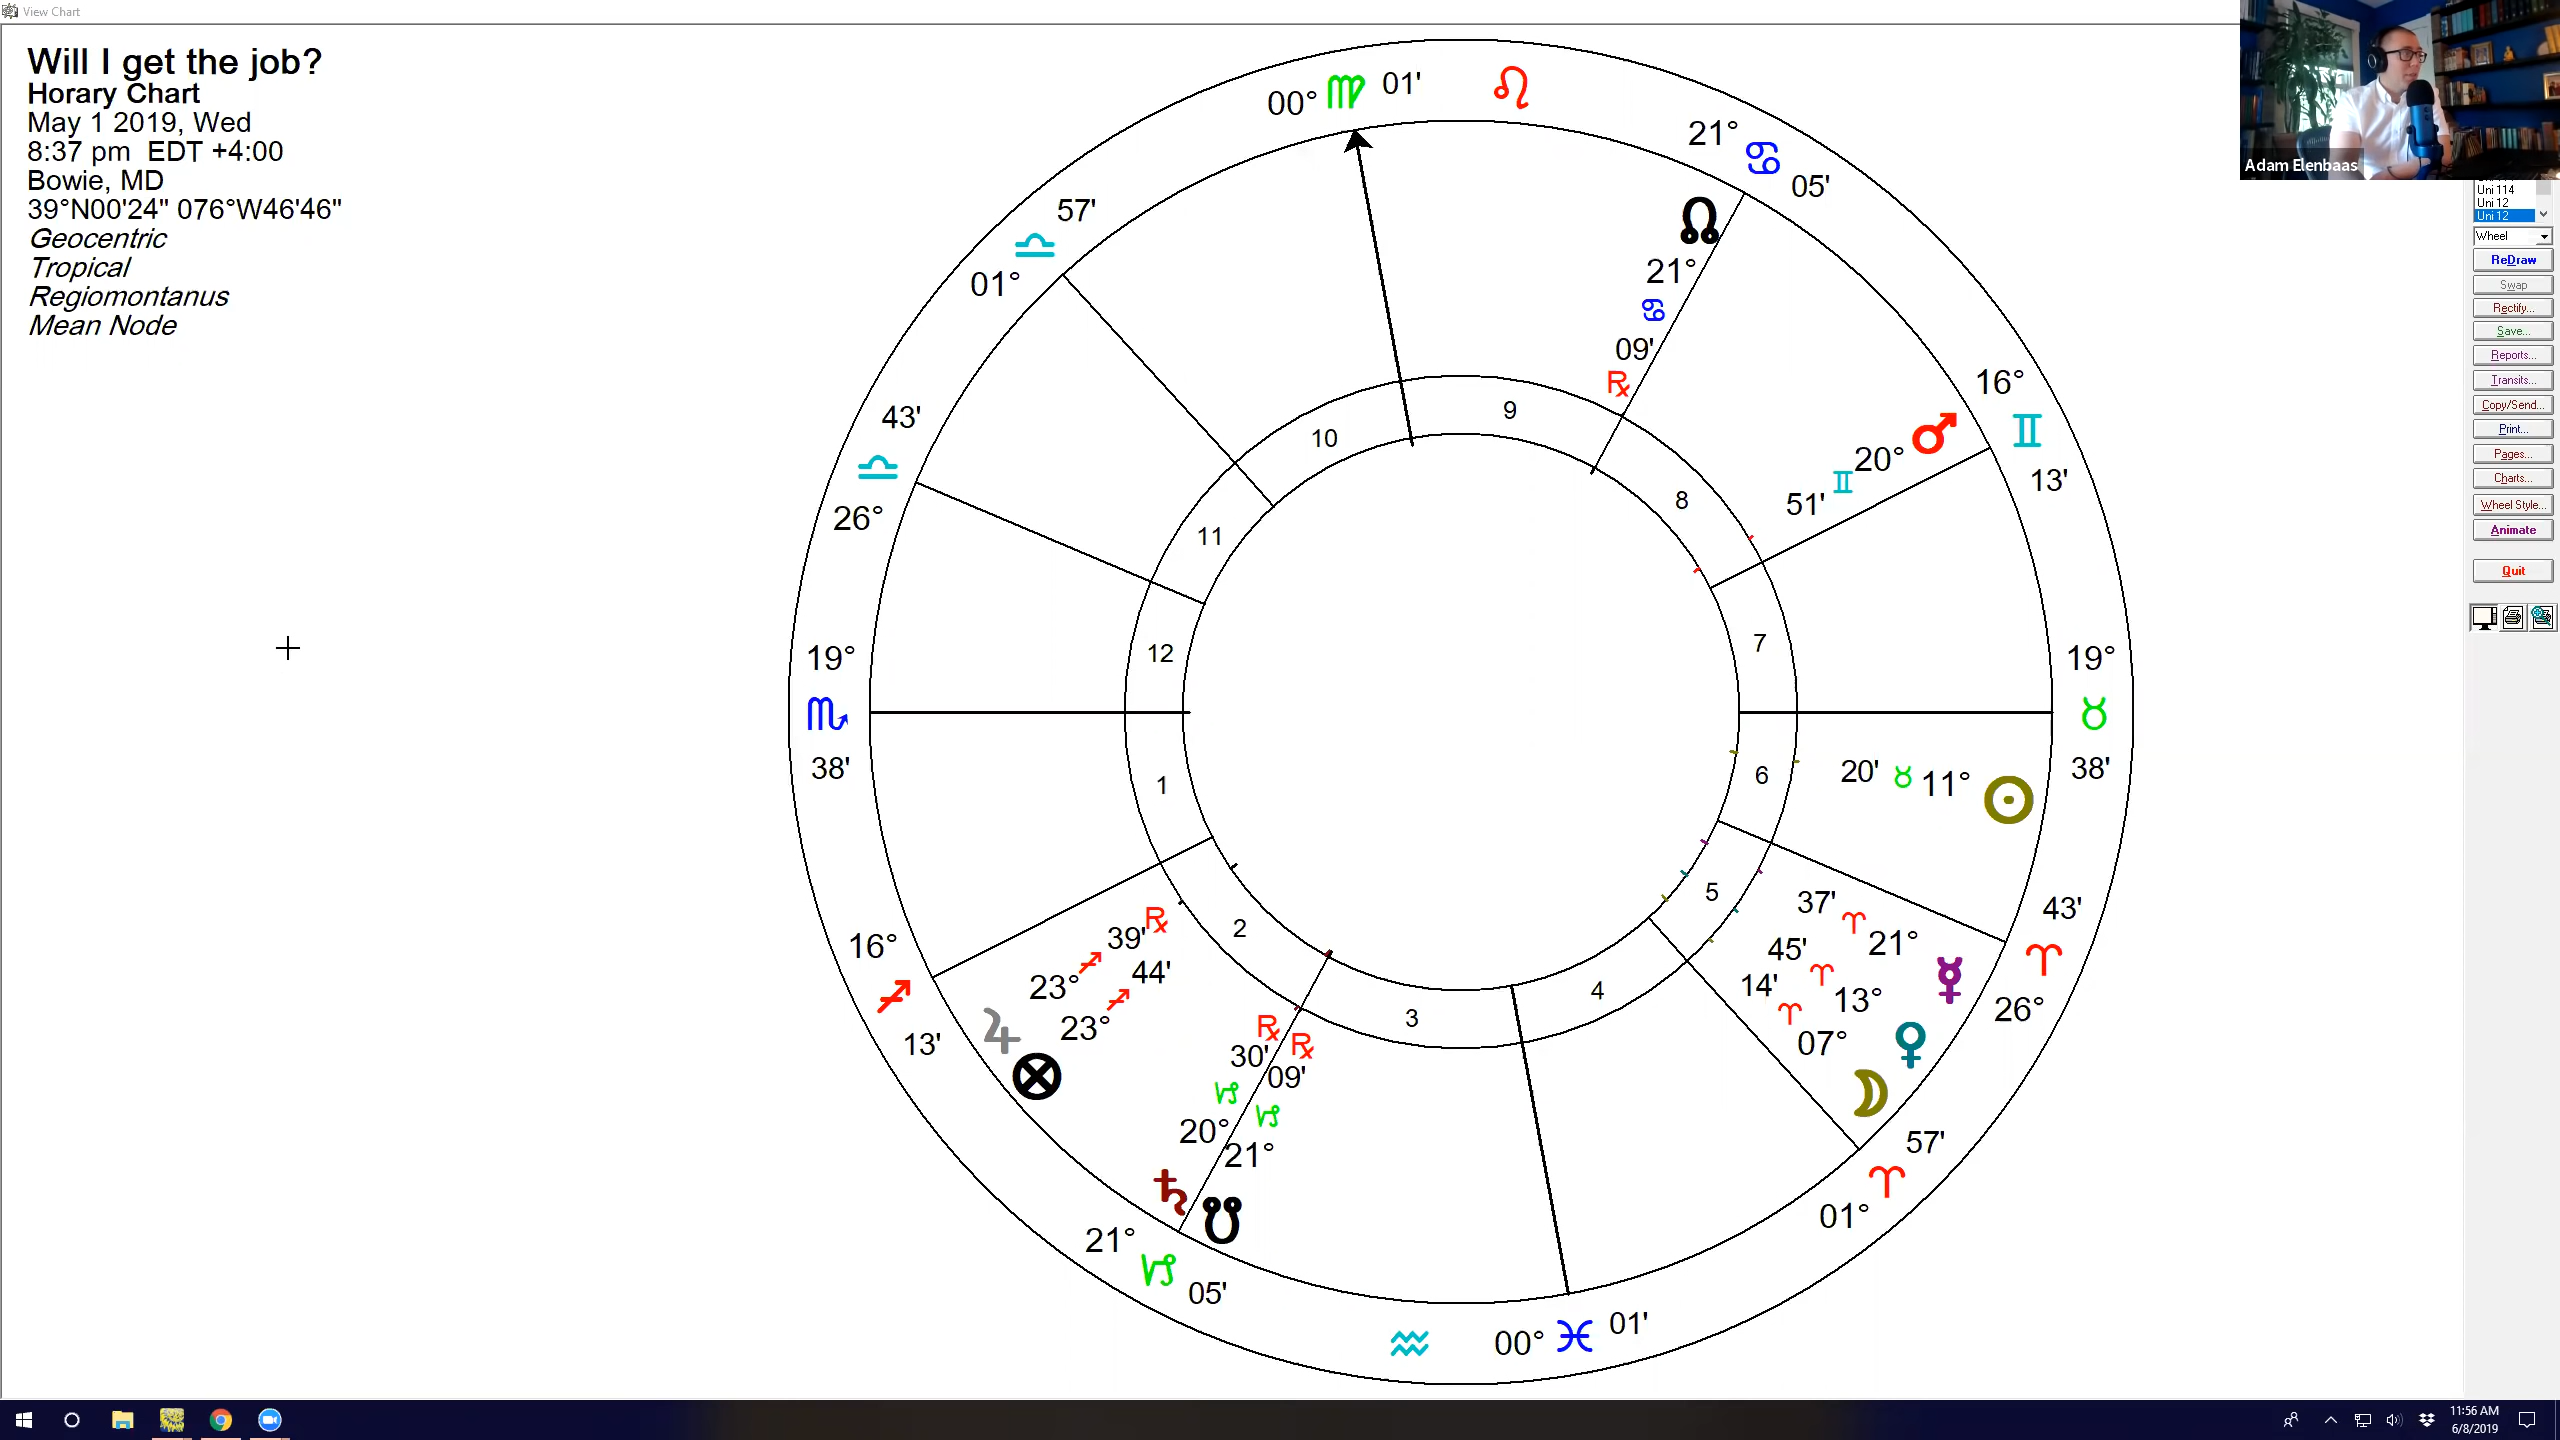 View Chart
Will I get the job?
Horary Chart
May 1 2019, Wed
8:37 pm EDT +4:00
Bowie, MD
39°N00'24" 076°W46'46"
Geocentric
Tropical
Regiomontanus
Mean Node
00° ♍ 01'
♌
21° ♋ 05'
16° ♊ 13'
19° ♉ 38'
43' ♈ 26°
57' ♈ 01°
00° ♓ 01'
♒
21° ♑ 05'
16° ♐ 13'
19° ♏ 38'
43' ♎ 26°
57' ♎ 01°
☊ 21° ♋ 09' ℞
♂ 20° ♊ 51'
20' ♉ 11° ☉
37' ♈ 21° ☿
45' ♈ 13° ♀
14' ♈ 07° ☽
♃ 23° ♐ 39' ℞
⊗ 23° ♐ 44'
♄ 20° ♑ 30' ℞
☋ 21° ♑ 09' ℞
1
2
3
4
5
6
7
8
9
10
11
12
Adam Elenbaas
Uni 114
Uni 12
Uni 12
Wheel
ReDraw
Swap
Rectify...
Save...
Reports...
Transits...
Copy/Send...
Print...
Pages...
Charts...
Wheel Style...
Animate
Quit
11:56 AM
6/8/2019